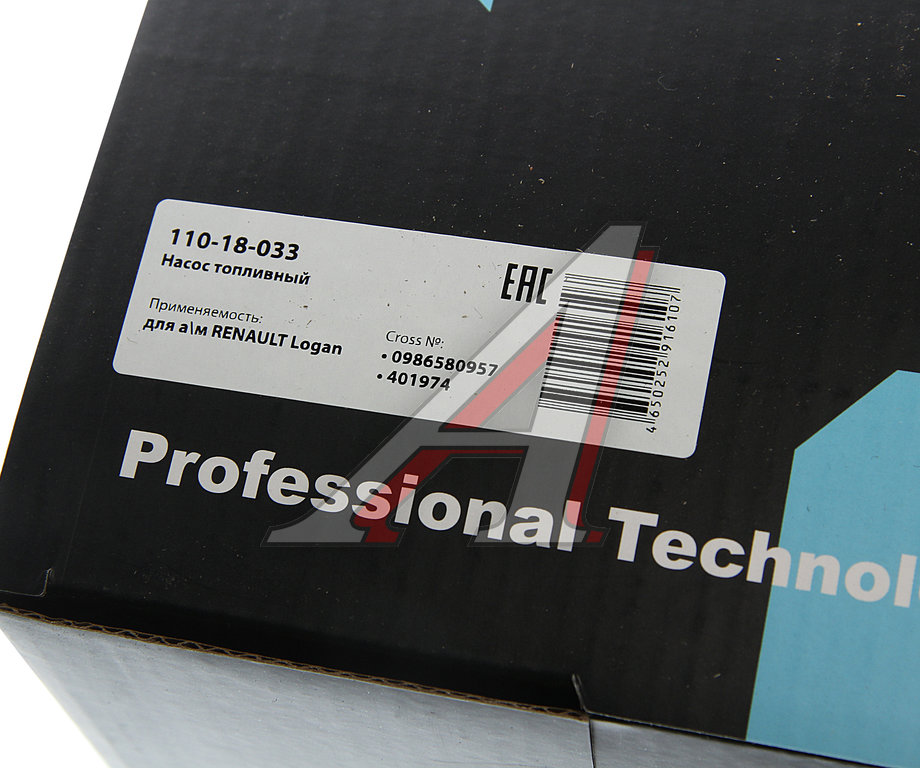 110-18-033
Насос топливный
Применяемость:
для а\м RENAULT Logan
Cross №:
• 0986580957
• 401974
EAC
4650252916107
Professional Technol